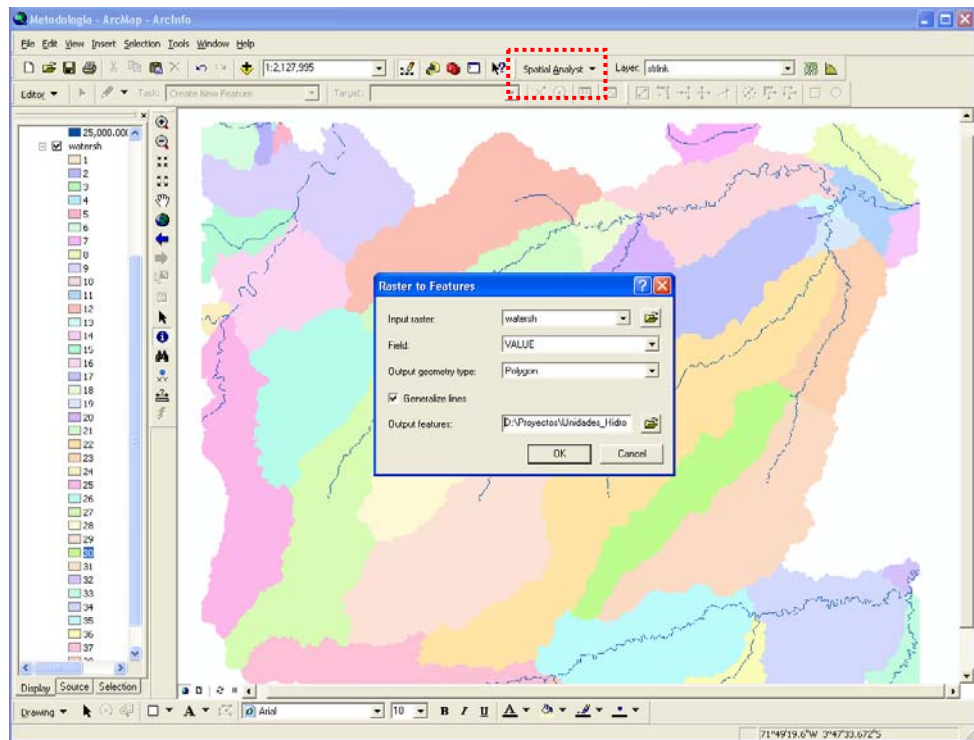 Metodologia - ArcMap - ArcInfo
File Edit View Insert Selection Tools Window Help
1:2,127,995
Spatial Analyst
Layer: strlnk
Editor
Task: Create New Feature
Target:
25,000.00(
watersh
1
2
3
4
5
6
7
8
9
10
11
12
13
14
15
16
17
18
19
20
21
22
23
24
25
26
27
28
29
30
31
32
33
34
35
36
37
Raster to Features
Input raster: watersh
Field: VALUE
Output geometry type: Polygon
Generalize lines
Output features: D:\Proyectos\Unidades_Hidro
OK Cancel
Display Source Selection
Drawing
A
Arial 10 B I U A
71°49'19.6"W 3°47'33.672"S